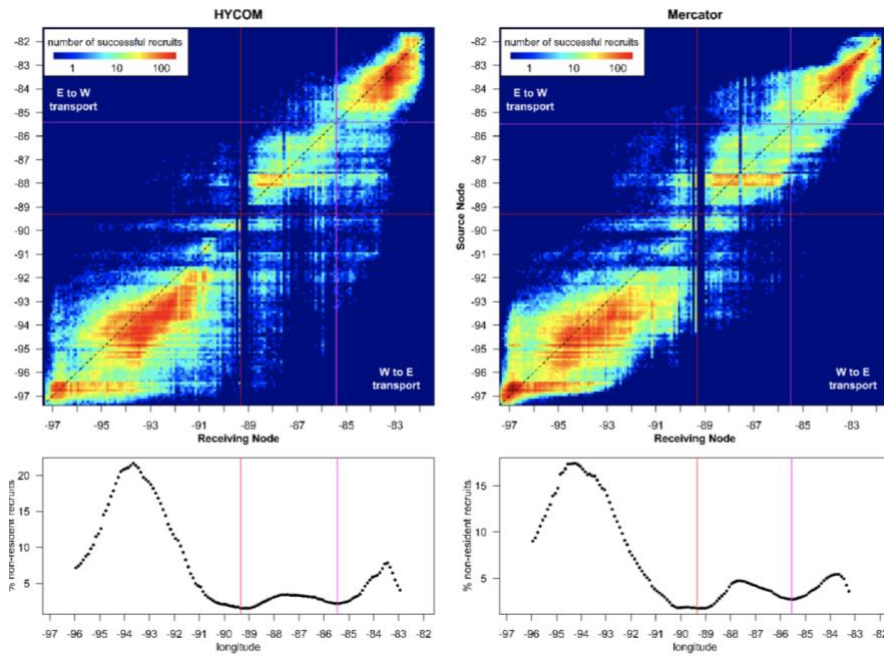 HYCOM
number of successful recruits
1 10 100
E to W
transport
W to E
transport
-82
-83
-84
-85
-86
-87
-88
-89
-90
-91
-92
-93
-94
-95
-96
-97
-97 -95 -93 -91 -89 -87 -85 -83
Receiving Node
Mercator
number of successful recruits
1 10 100
E to W
transport
W to E
transport
Source Node
-82
-83
-84
-85
-86
-87
-88
-89
-90
-91
-92
-93
-94
-95
-96
-97
-97 -95 -93 -91 -89 -87 -85 -83
Receiving Node
% non-resident recruits
20
15
10
5
-97 -96 -95 -94 -93 -92 -91 -90 -89 -88 -87 -86 -85 -84 -83 -82
longitude
% non-resident recruits
15
10
5
-97 -96 -95 -94 -93 -92 -91 -90 -89 -88 -87 -86 -85 -84 -83 -82
longitude